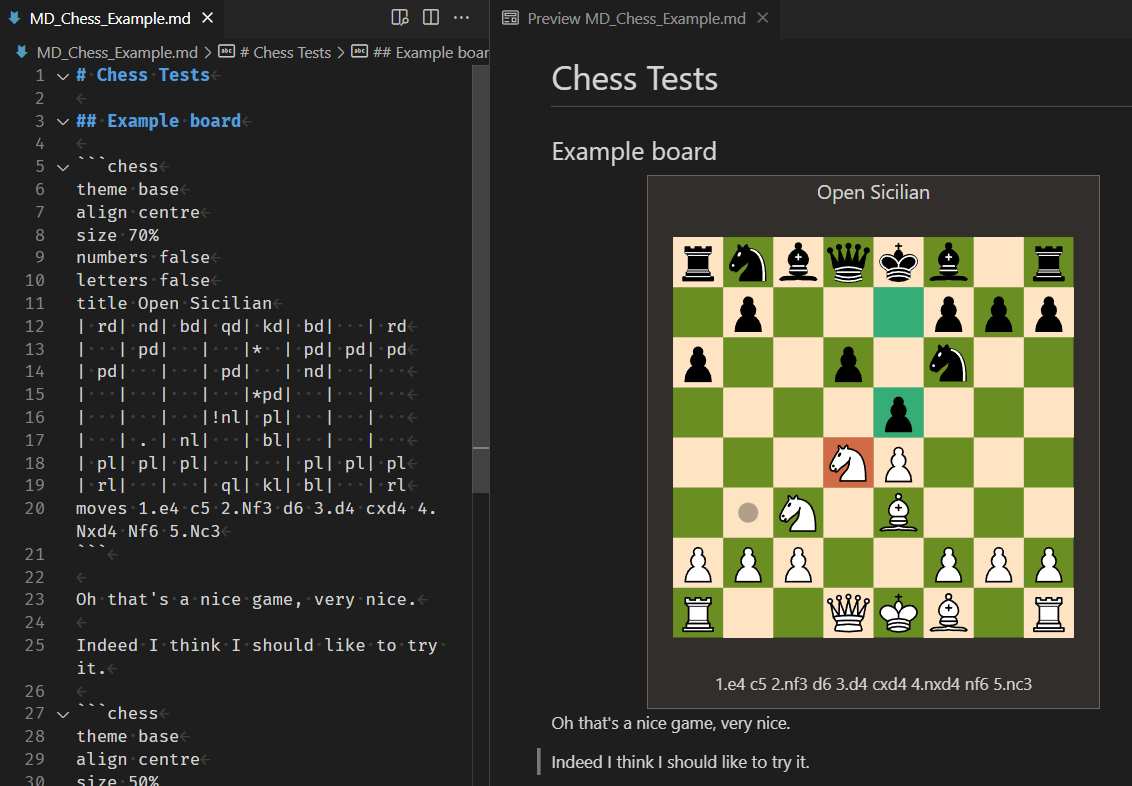 MD_Chess_Example.md
MD_Chess_Example.md > # Chess Tests > ## Example boar
1 # Chess Tests
2
3 ## Example board
4
5 ```chess
6 theme base
7 align centre
8 size 70%
9 numbers false
10 letters false
11 title Open Sicilian
12 | rd| nd| bd| qd| kd| bd|   | rd
13 |   | pd|   |   |*  | pd| pd| pd
14 | pd|   |   | pd|   | nd|   |   
15 |   |   |   |   |*pd|   |   |   
16 |   |   |   |!nl| pl|   |   |   
17 |   | . | nl|   | bl|   |   |   
18 | pl| pl| pl|   |   | pl| pl| pl
19 | rl|   |   | ql| kl| bl|   | rl
20 moves 1.e4 c5 2.Nf3 d6 3.d4 cxd4 4.
Nxd4 Nf6 5.Nc3
21 ```
22
23 Oh that's a nice game, very nice.
24
25 Indeed I think I should like to try
it.
26
27 ```chess
28 theme base
29 align centre
30 size 50%
Preview MD_Chess_Example.md
Chess Tests
Example board
Open Sicilian
1.e4 c5 2.nf3 d6 3.d4 cxd4 4.nxd4 nf6 5.nc3
Oh that's a nice game, very nice.
Indeed I think I should like to try it.